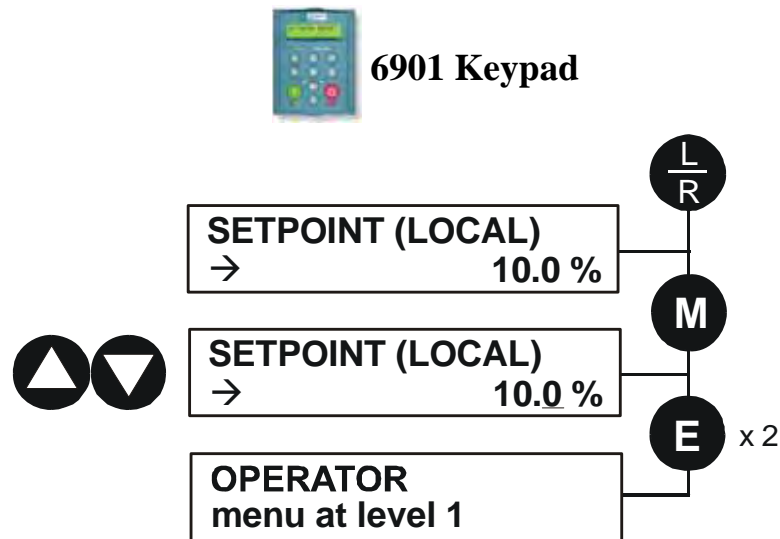 6901 Keypad
L
R
SETPOINT (LOCAL)
→ 10.0 %
M
SETPOINT (LOCAL)
→ 10.0 %
E x 2
OPERATOR
menu at level 1